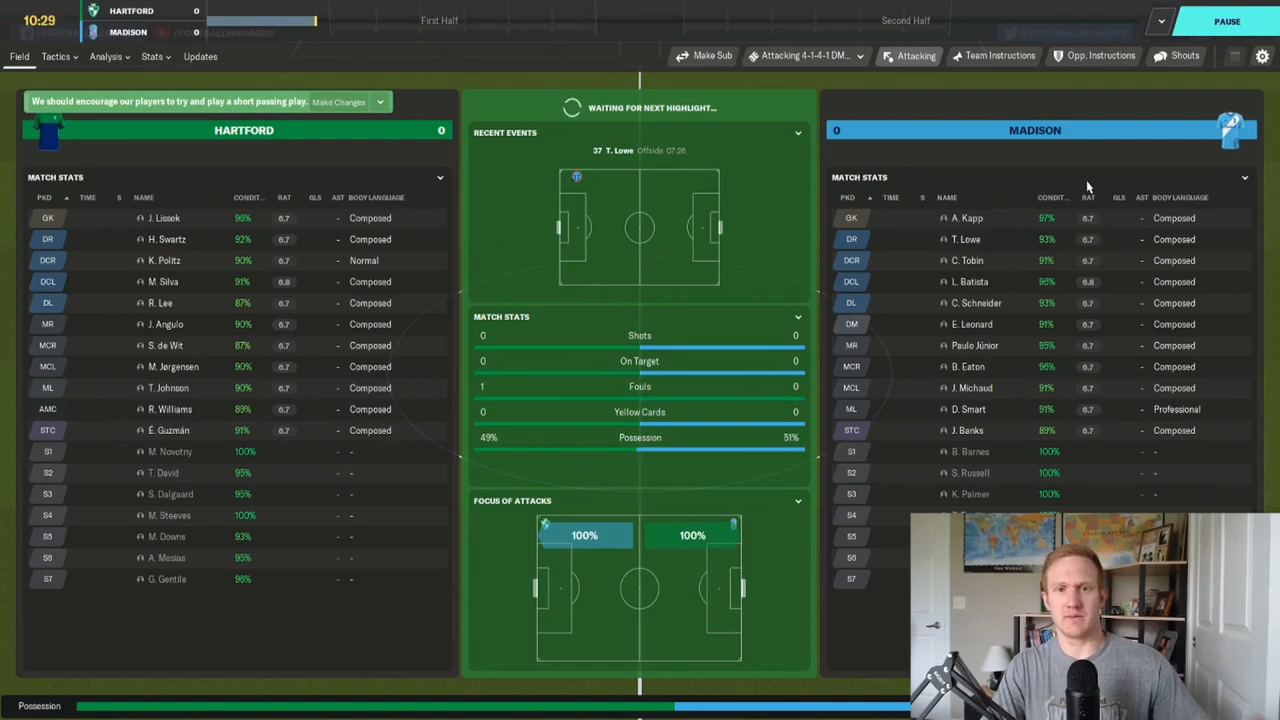 10:29
HARTFORD 0
MADISON 0
First Half
Second Half
PAUSE
Field
Tactics
Analysis
Stats
Updates
Make Sub
Attacking 4-1-4-1 DM...
Attacking
Team Instructions
Opp. Instructions
Shouts
We should encourage our players to try and play a short passing play. Make Changes
HARTFORD 0
MATCH STATS
PKD TIME S NAME CONDIT... RAT GLS AST BODY LANGUAGE
GK J. Lissek 96% 6.7 - Composed
DR H. Swartz 92% 6.7 - Composed
DCR K. Politz 90% 6.7 - Normal
DCL M. Silva 91% 6.8 - Composed
DL R. Lee 87% 6.7 - Composed
MR J. Angulo 90% 6.7 - Composed
MCR S. de Wit 87% 6.7 - Composed
MCL M. Jørgensen 90% 6.7 - Composed
ML T. Johnson 90% 6.7 - Composed
AMC R. Williams 89% 6.7 - Composed
STC É. Guzmán 91% 6.7 - Composed
S1 M. Novotny 100% - -
S2 T. David 95% - -
S3 S. Dalgaard 95% - -
S4 M. Steeves 100% - -
S5 M. Downs 93% - -
S6 A. Mesias 95% - -
S7 G. Gentile 96% - -
WAITING FOR NEXT HIGHLIGHT...
RECENT EVENTS
37 T. Lowe Offside 07:26
MATCH STATS
0 Shots 0
0 On Target 0
1 Fouls 0
0 Yellow Cards 0
49% Possession 51%
FOCUS OF ATTACKS
100% 100%
0 MADISON
MATCH STATS
PKD TIME S NAME CONDIT... RAT GLS AST BODY LANGUAGE
GK A. Kapp 97% 6.7 - Composed
DR T. Lowe 93% 6.7 - Composed
DCR C. Tobin 91% 6.7 - Composed
DCL L. Batista 96% 6.8 - Composed
DL C. Schneider 93% 6.7 - Composed
DM E. Leonard 91% 6.7 - Composed
MR Paulo Júnior 95% 6.7 - Composed
MCR B. Eaton 96% 6.7 - Composed
MCL J. Michaud 91% 6.7 - Composed
ML D. Smart 91% 6.7 - Professional
STC J. Banks 89% 6.7 - Composed
S1 B. Barnes 100% - -
S2 S. Russell 100% - -
S3 K. Palmer 100% - -
S4
S5
S6
S7
Possession